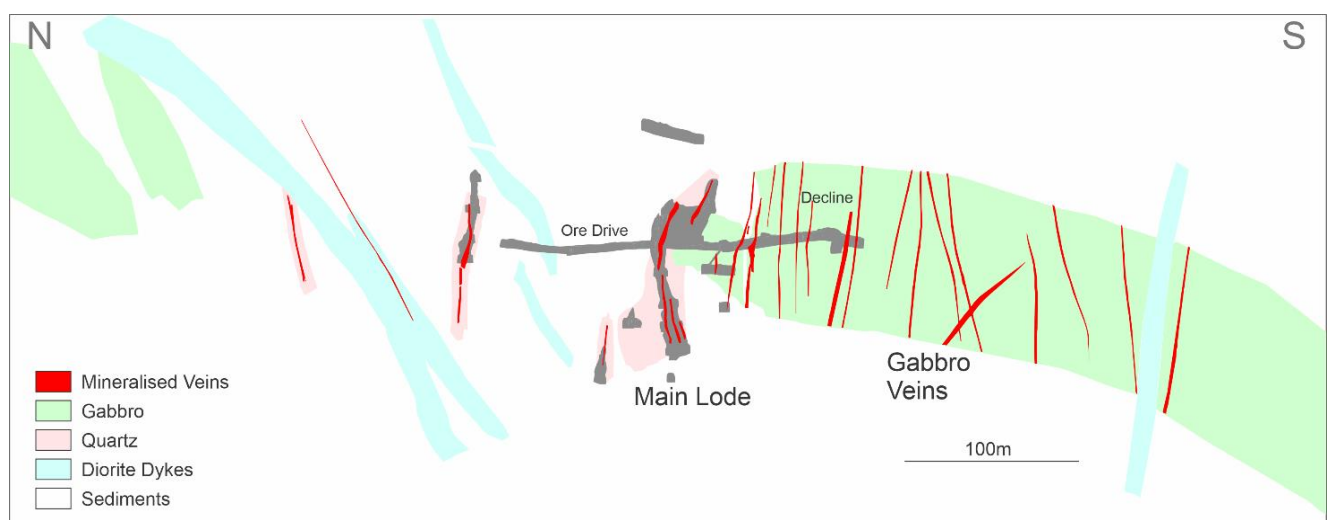 N
S
Ore Drive
Decline
Main Lode
Gabbro
Veins
100m
Mineralised Veins
Gabbro
Quartz
Diorite Dykes
Sediments